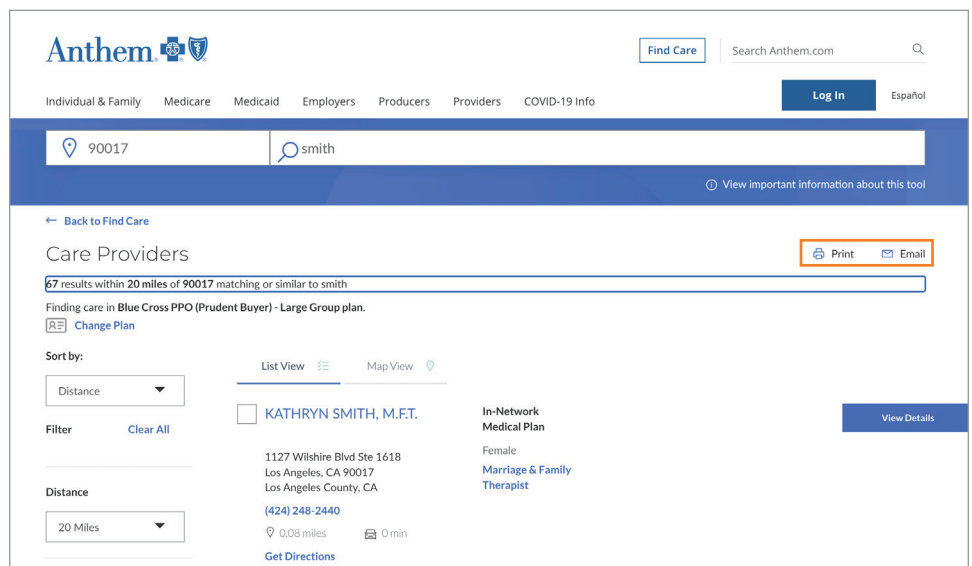 Anthem
Find Care
Search Anthem.com
Individual & Family Medicare Medicaid Employers Producers Providers COVID-19 Info
Log In
Español
90017
smith
View important information about this tool
← Back to Find Care
Care Providers
Print
Email
67 results within 20 miles of 90017 matching or similar to smith
Finding care in Blue Cross PPO (Prudent Buyer) - Large Group plan.
Change Plan
Sort by:
Distance
Filter
Clear All
Distance
20 Miles
List View
Map View
KATHRYN SMITH, M.F.T.
1127 Wilshire Blvd Ste 1618
Los Angeles, CA 90017
Los Angeles County, CA
(424) 248-2440
0.08 miles
0 min
Get Directions
In-Network
Medical Plan
Female
Marriage & Family
Therapist
View Details